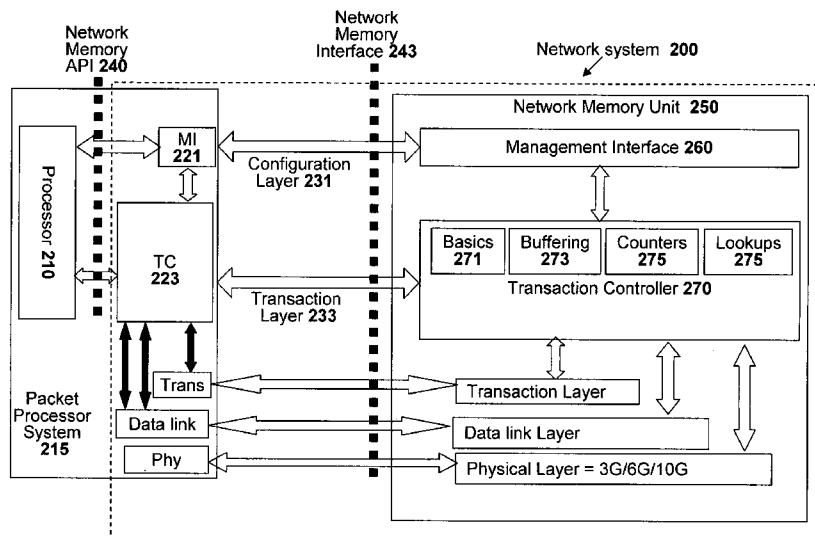 Network
Memory
API 240
Network
Memory
Interface 243
Network system 200
Network Memory Unit 250
Processor 210
MI
221
Configuration
Layer 231
Management Interface 260
TC
223
Basics
271
Buffering
273
Counters
275
Lookups
275
Transaction Controller 270
Transaction
Layer 233
Packet
Processor
System
215
Trans
Transaction Layer
Data link
Data link Layer
Phy
Physical Layer = 3G/6G/10G